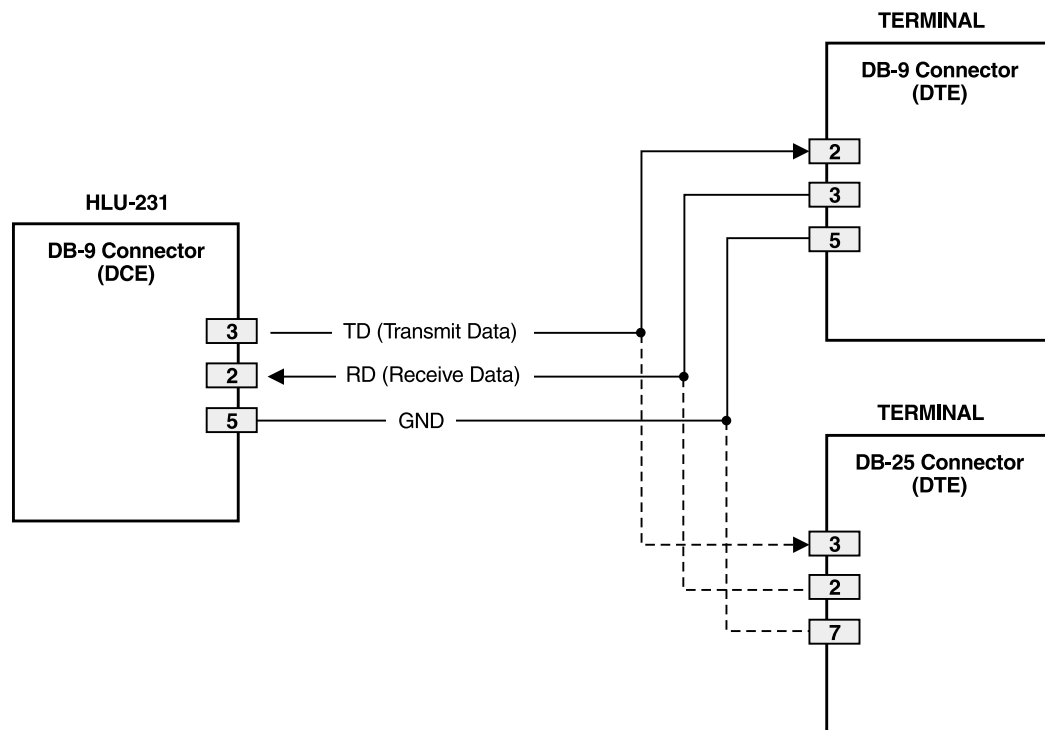 TERMINAL
DB-9 Connector
(DTE)
2
3
5
HLU-231
DB-9 Connector
(DCE)
3
TD (Transmit Data)
2
RD (Receive Data)
5
GND
TERMINAL
DB-25 Connector
(DTE)
3
2
7